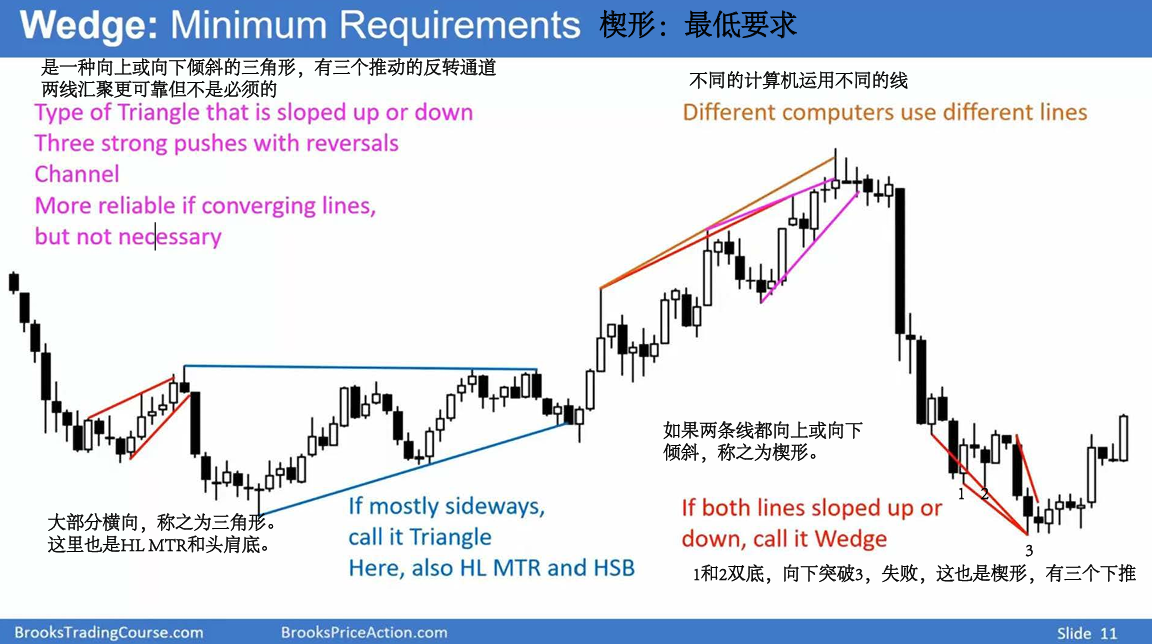 Wedge: Minimum Requirements 楔形：最低要求
是一种向上或向下倾斜的三角形，有三个推动的反转通道
两线汇聚更可靠但不是必须的
Type of Triangle that is sloped up or down
Three strong pushes with reversals
Channel
More reliable if converging lines,
but not necessary
不同的计算机运用不同的线
Different computers use different lines
如果两条线都向上或向下
倾斜，称之为楔形。
If both lines sloped up or
down, call it Wedge
1
2
3
1和2双底，向下突破3，失败，这也是楔形，有三个下推
大部分横向，称之为三角形。
这里也是HL MTR和头肩底。
If mostly sideways,
call it Triangle
Here, also HL MTR and HSB
BrooksTradingCourse.com
BrooksPriceAction.com
Slide 11